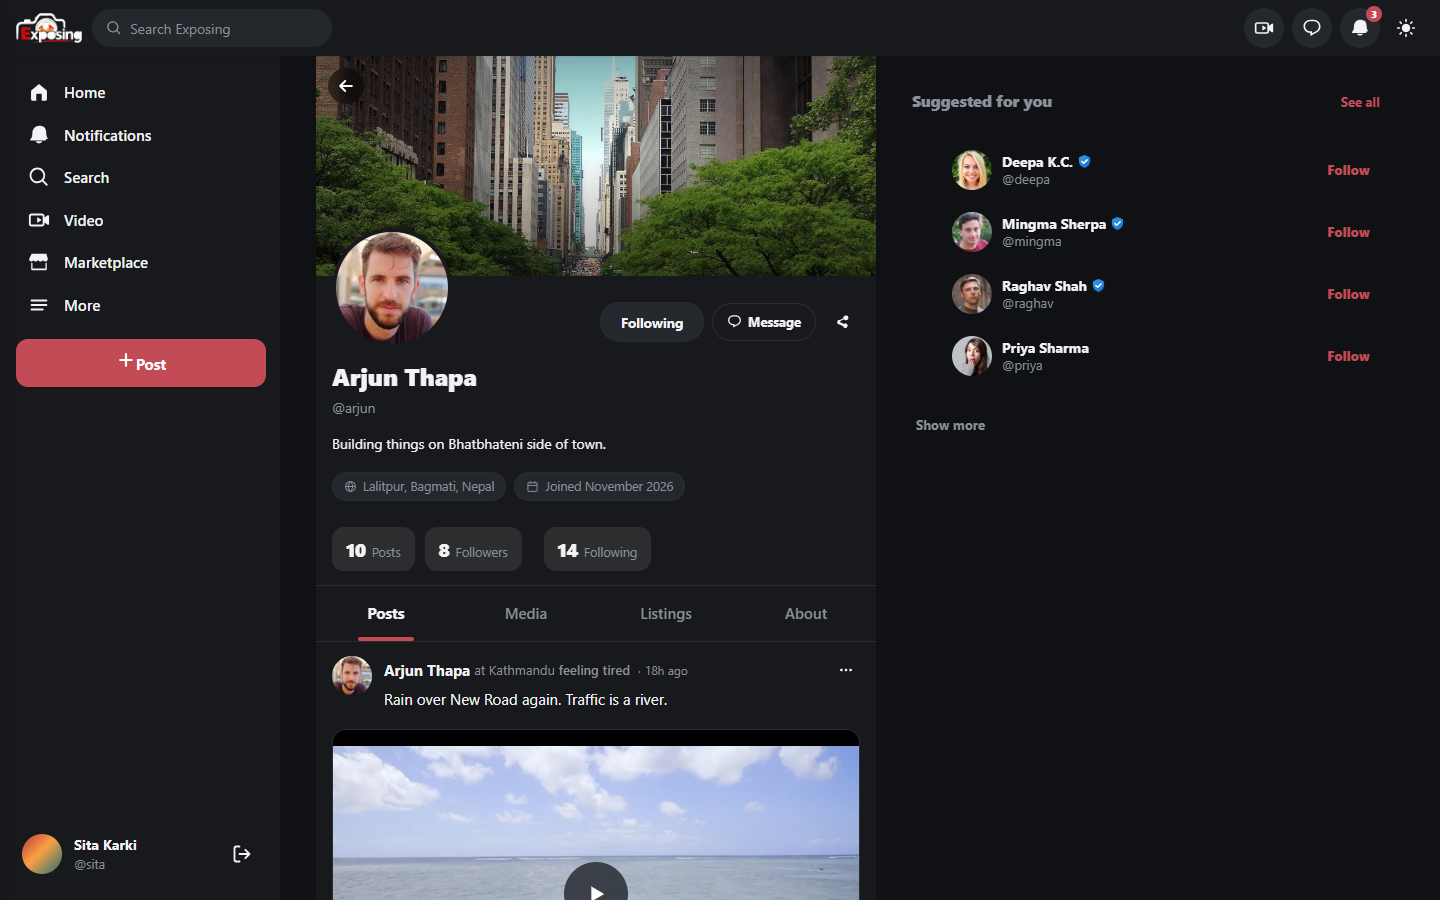 Exposing
Search Exposing
3
Home
Notifications
Search
Video
Marketplace
More
+ Post
Sita Karki
@sita
Following
Message
Arjun Thapa
@arjun
Building things on Bhatbhateni side of town.
Lalitpur, Bagmati, Nepal
Joined November 2026
10 Posts
8 Followers
14 Following
Posts
Media
Listings
About
Arjun Thapa at Kathmandu feeling tired · 18h ago
Rain over New Road again. Traffic is a river.
Suggested for you
See all
Deepa K.C.
@deepa
Follow
Mingma Sherpa
@mingma
Follow
Raghav Shah
@raghav
Follow
Priya Sharma
@priya
Follow
Show more